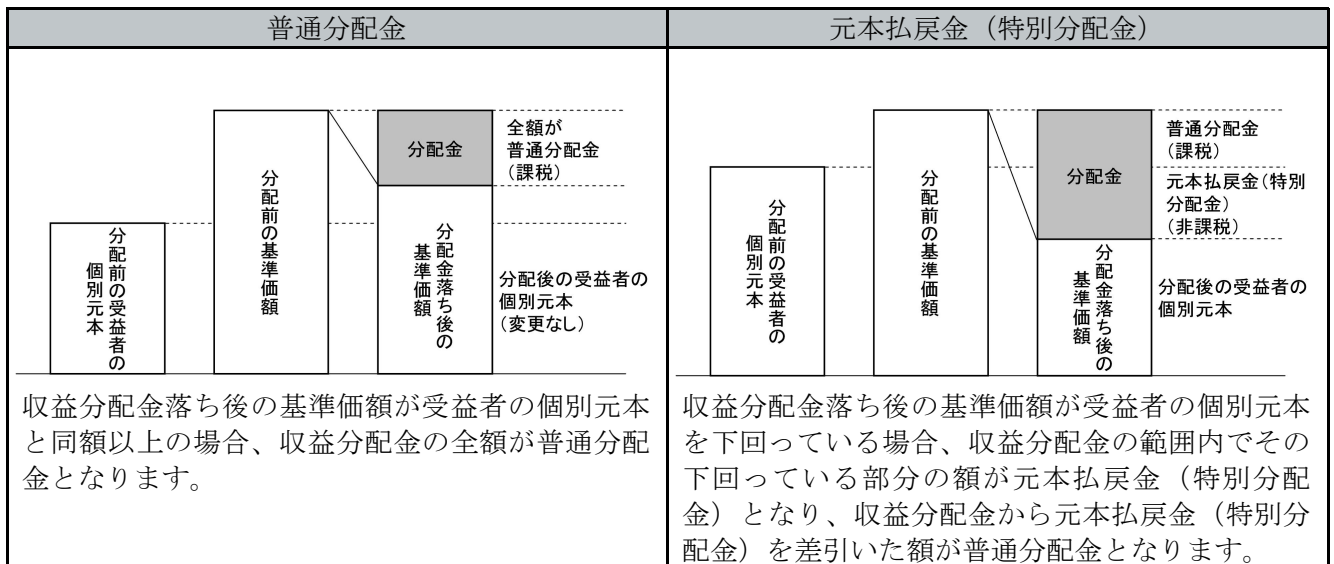 普通分配金
分配前の受益者の
個別元本
分配前の基準価額
分配金
分配金落ち後の
基準価額
全額が
普通分配金
(課税)
分配後の受益者の
個別元本
(変更なし)
収益分配金落ち後の基準価額が受益者の個別元本
と同額以上の場合、収益分配金の全額が普通分配
金となります。
元本払戻金（特別分配金）
分配前の受益者の
個別元本
分配前の基準価額
分配金
分配金落ち後の
基準価額
普通分配金
(課税)
元本払戻金(特別
分配金)
(非課税)
分配後の受益者の
個別元本
収益分配金落ち後の基準価額が受益者の個別元本
を下回っている場合、収益分配金の範囲内でその
下回っている部分の額が元本払戻金（特別分配
金）となり、収益分配金から元本払戻金（特別分
配金）を差引いた額が普通分配金となります。